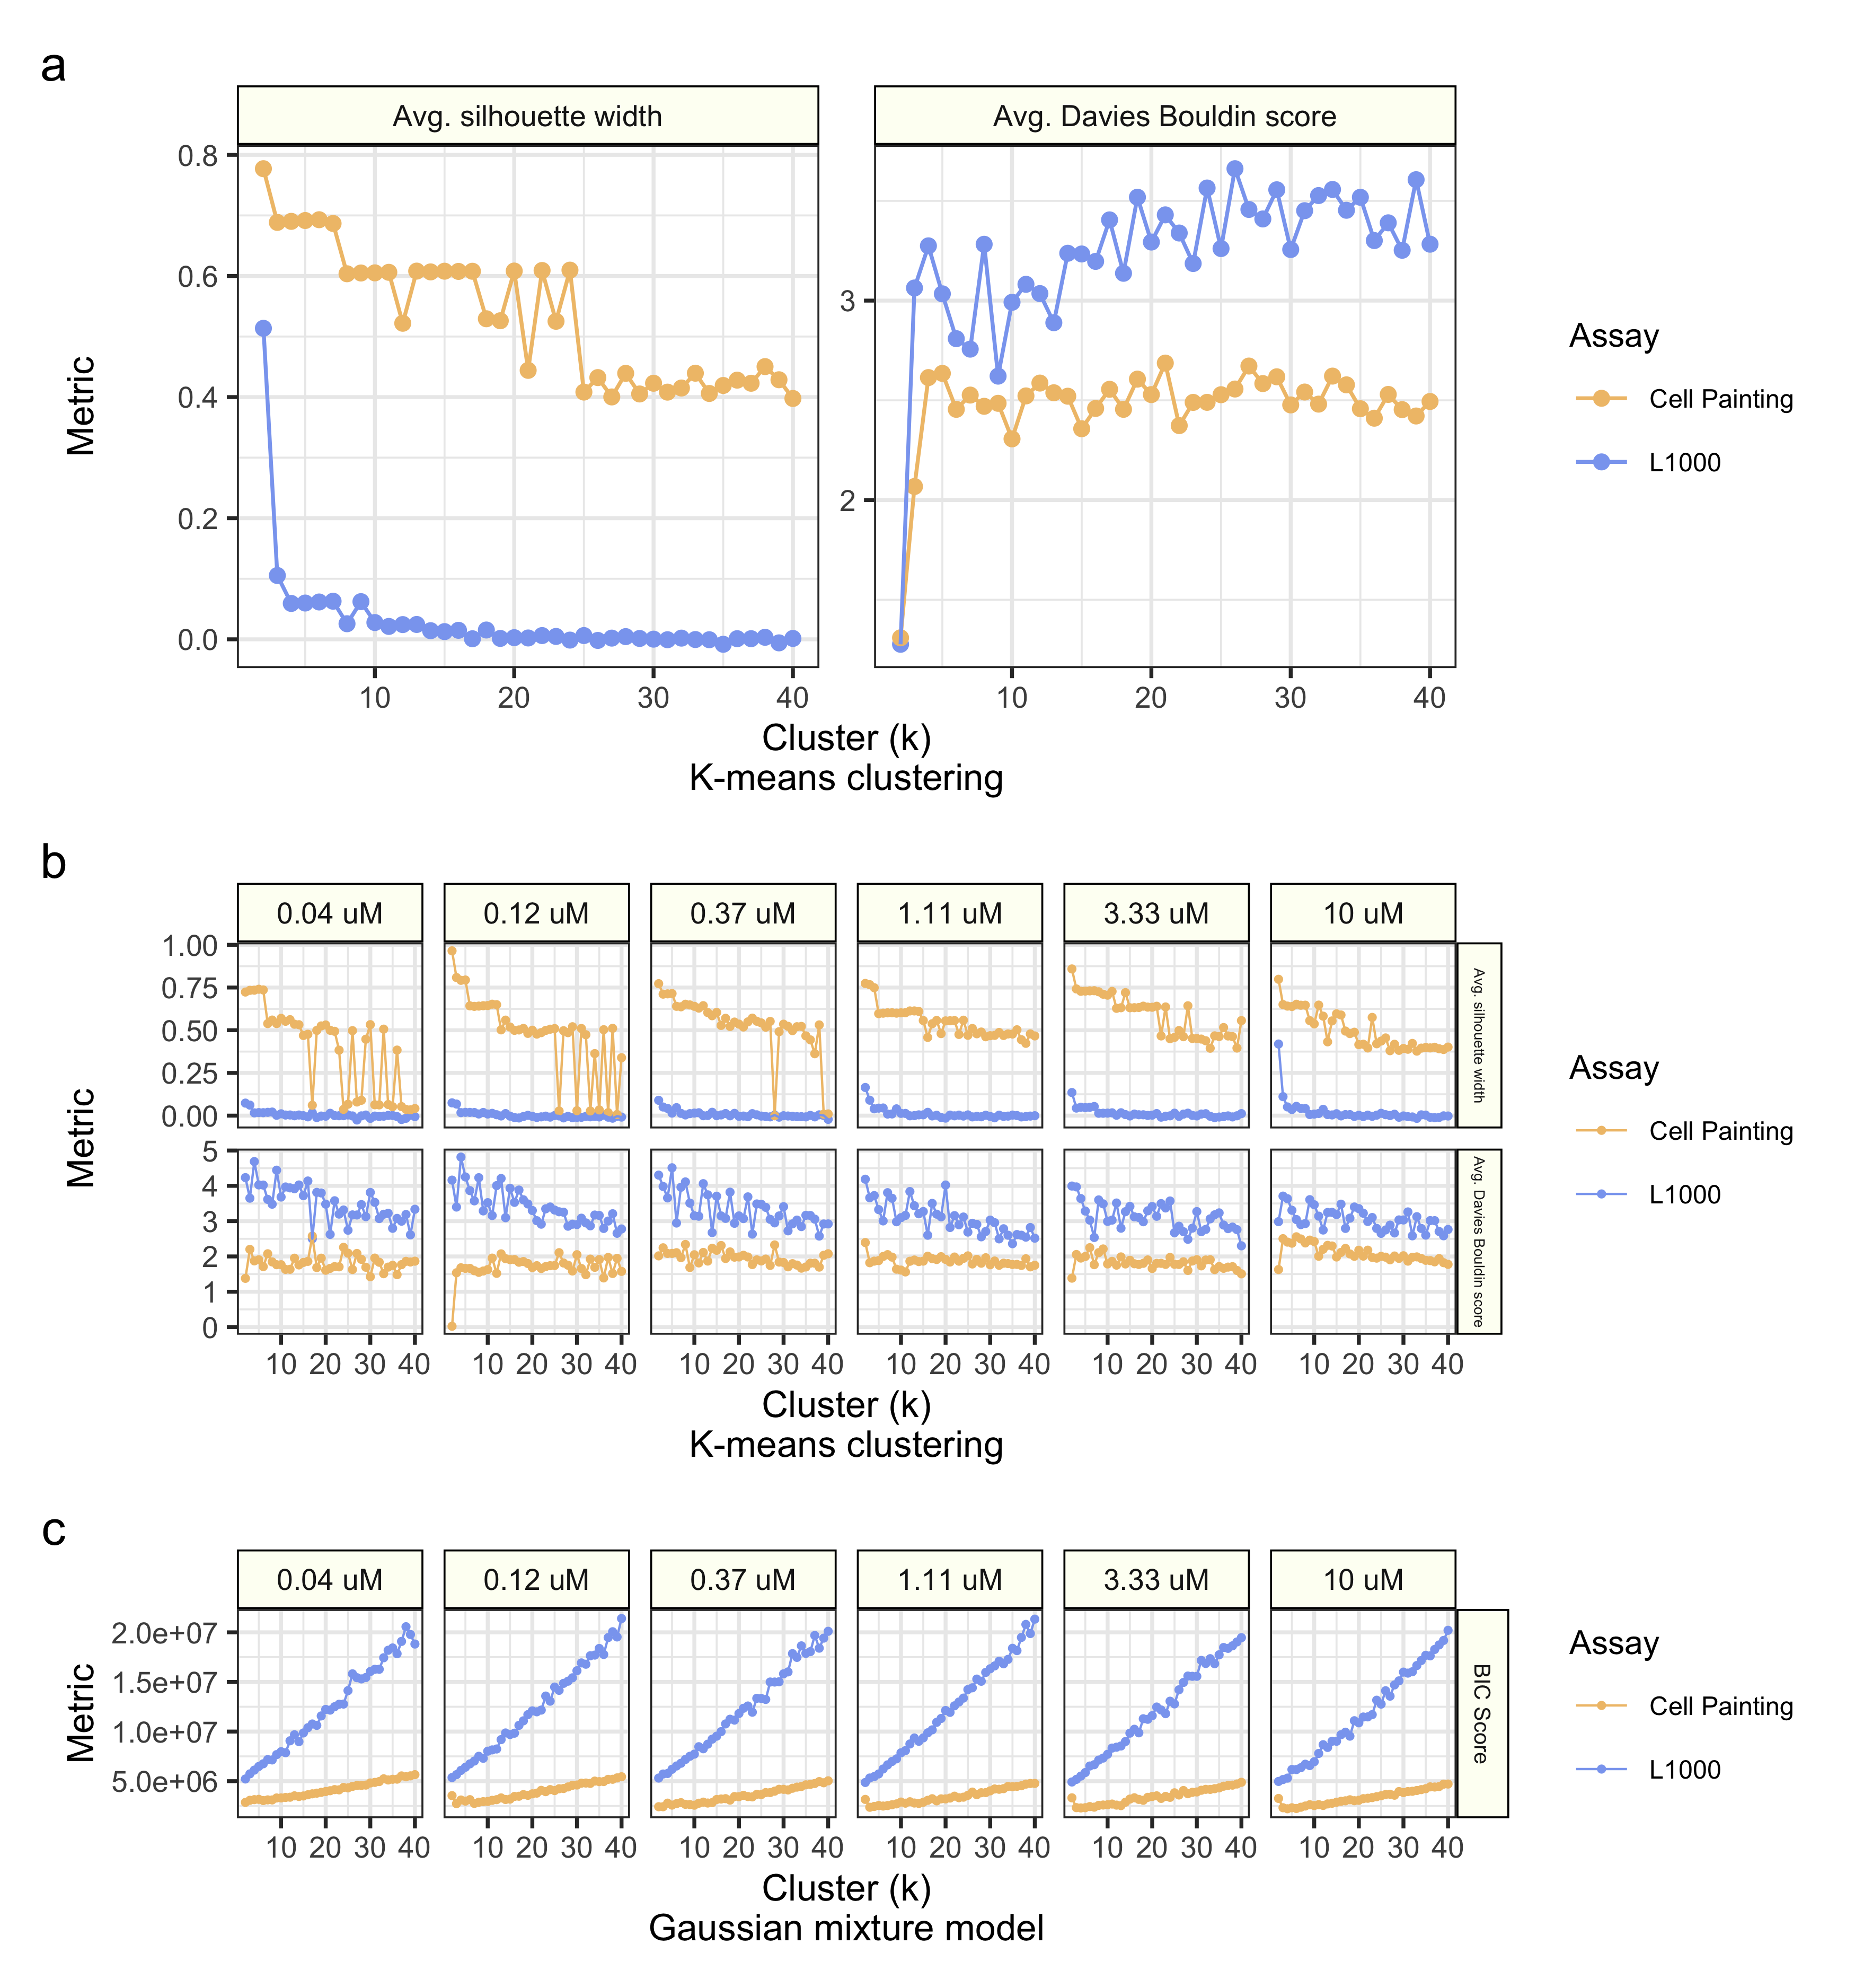 a
Avg. silhouette width
Avg. Davies Bouldin score
0.8
0.6
0.4
0.2
0.0
3
2
Metric
10 20 30 40
10 20 30 40
Cluster (k)
K-means clustering
Assay
Cell Painting
L1000
b
0.04 uM
0.12 uM
0.37 uM
1.11 uM
3.33 uM
10 uM
1.00
0.75
0.50
0.25
0.00
Avg. silhouette width
5
4
3
2
1
0
Avg. Davies Bouldin score
Metric
10 20 30 40
10 20 30 40
10 20 30 40
10 20 30 40
10 20 30 40
10 20 30 40
Cluster (k)
K-means clustering
Assay
Cell Painting
L1000
c
0.04 uM
0.12 uM
0.37 uM
1.11 uM
3.33 uM
10 uM
2.0e+07
1.5e+07
1.0e+07
5.0e+06
BIC Score
Metric
10 20 30 40
10 20 30 40
10 20 30 40
10 20 30 40
10 20 30 40
10 20 30 40
Cluster (k)
Gaussian mixture model
Assay
Cell Painting
L1000